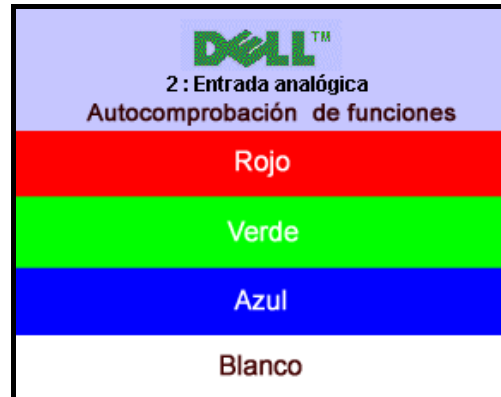 DELL™
2 : Entrada analógica
Autocomprobación de funciones
Rojo
Verde
Azul
Blanco